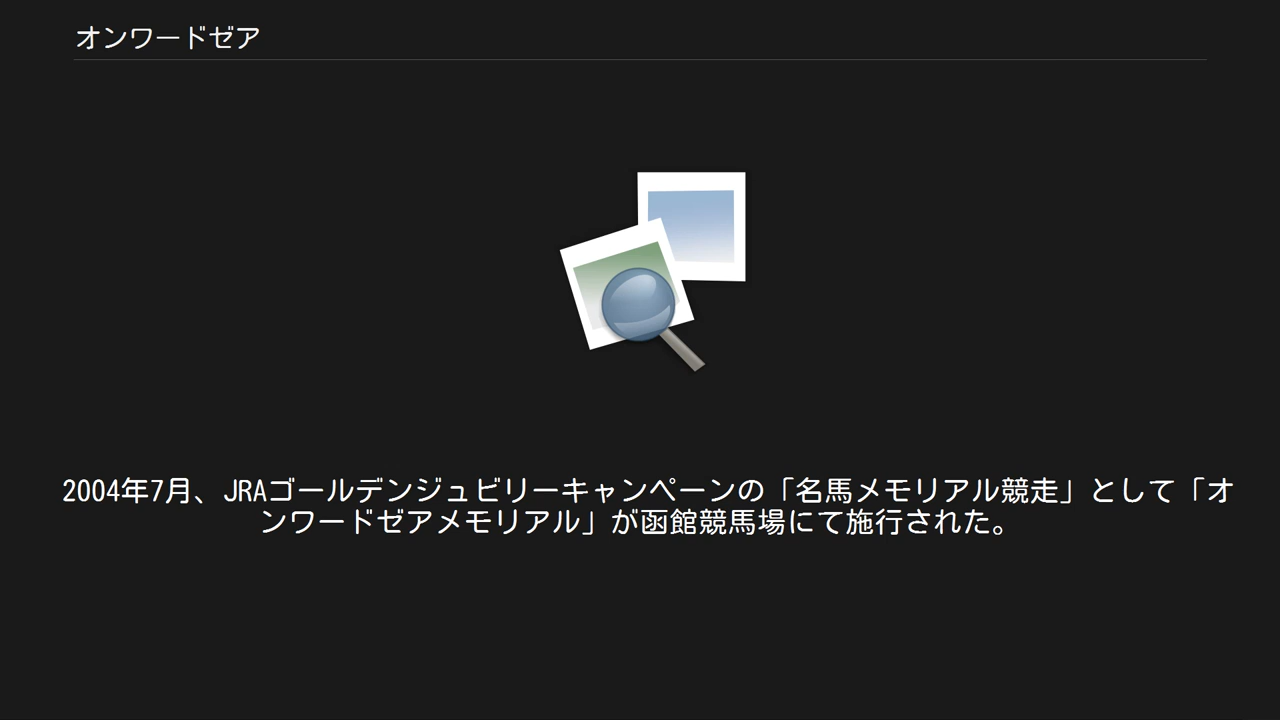 オンワードゼア
2004年7月、JRAゴールデンジュビリーキャンペーンの「名馬メモリアル競走」として「オ
ンワードゼアメモリアル」が函館競馬場にて施行された。